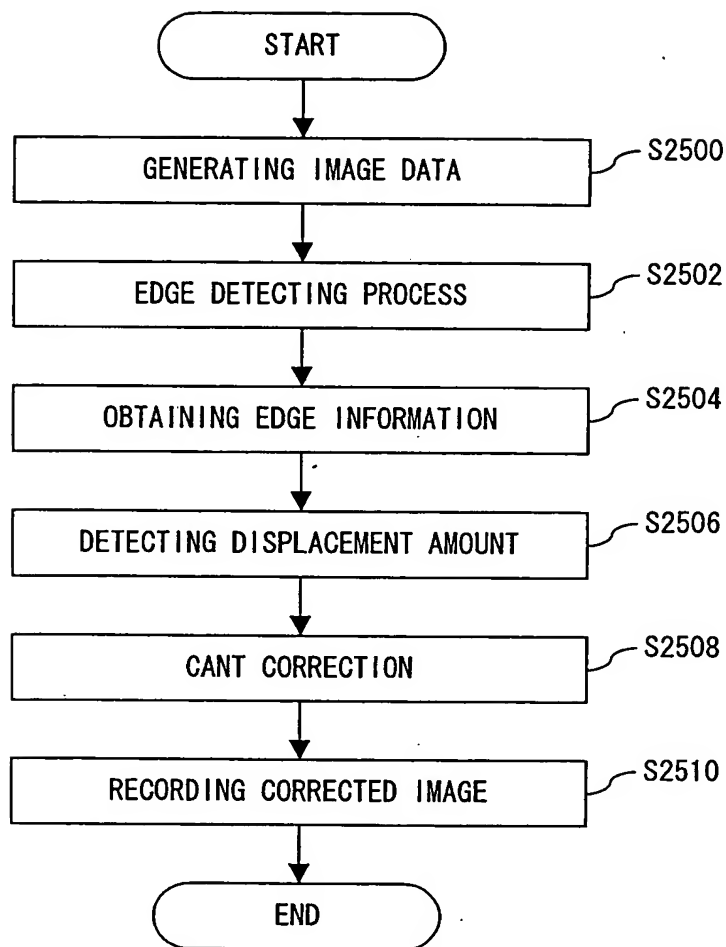 START
GENERATING IMAGE DATA
S2500
EDGE DETECTING PROCESS
S2502
OBTAINING EDGE INFORMATION
S2504
DETECTING DISPLACEMENT AMOUNT
S2506
CANT CORRECTION
S2508
RECORDING CORRECTED IMAGE
S2510
END